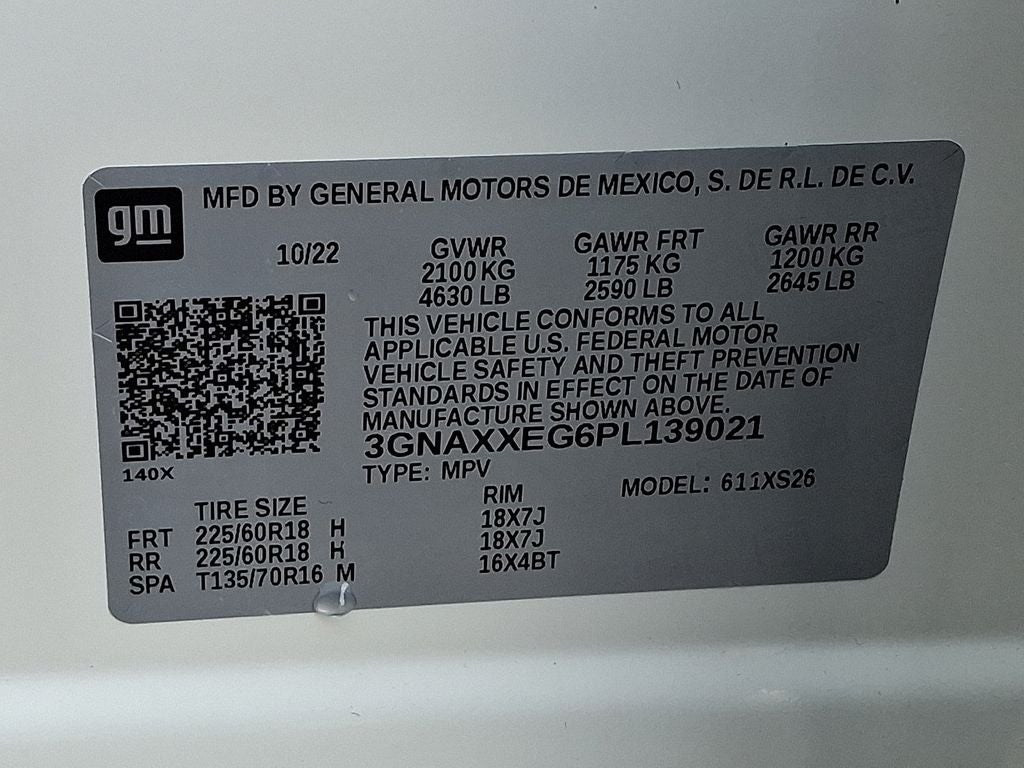 gm
MFD BY GENERAL MOTORS DE MEXICO, S. DE R.L. DE C.V.
10/22 GVWR GAWR FRT GAWR RR
2100 KG 1175 KG 1200 KG
4630 LB 2590 LB 2645 LB
THIS VEHICLE CONFORMS TO ALL
APPLICABLE U.S. FEDERAL MOTOR
VEHICLE SAFETY AND THEFT PREVENTION
STANDARDS IN EFFECT ON THE DATE OF
MANUFACTURE SHOWN ABOVE.
3GNAXXEG6PL139021
140X
TYPE: MPV MODEL: 611XS26
TIRE SIZE RIM
FRT 225/60R18 H 18X7J
RR 225/60R18 H 18X7J
SPA T135/70R16 M 16X4BT